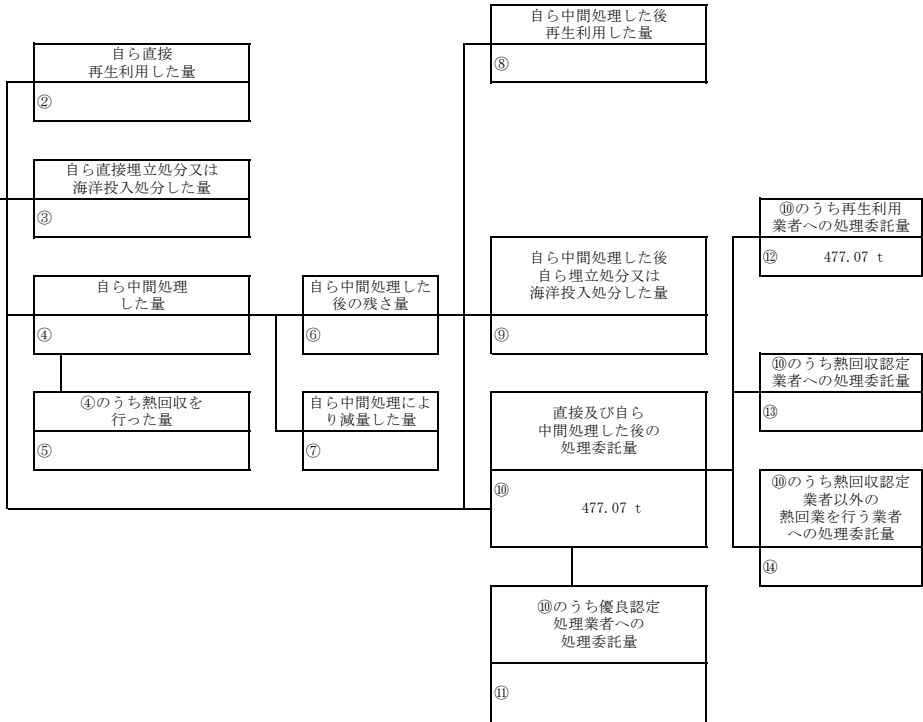 自ら中間処理した後
再生利用した量
⑧
自ら直接
再生利用した量
②
自ら直接埋立処分又は
海洋投入処分した量
③
⑩のうち再生利用
業者への処理委託量
⑫ 477.07 t
自ら中間処理
した量
④
自ら中間処理した
後の残さ量
⑥
自ら中間処理した後
自ら埋立処分又は
海洋投入処分した量
⑨
⑩のうち熱回収認定
業者への処理委託量
⑬
④のうち熱回収を
行った量
⑤
自ら中間処理によ
り減量した量
⑦
直接及び自ら
中間処理した後の
処理委託量
⑩
477.07 t
⑩のうち熱回収認定
業者以外の
熱回業を行う業者
への処理委託量
⑭
⑩のうち優良認定
処理業者への
処理委託量
⑪